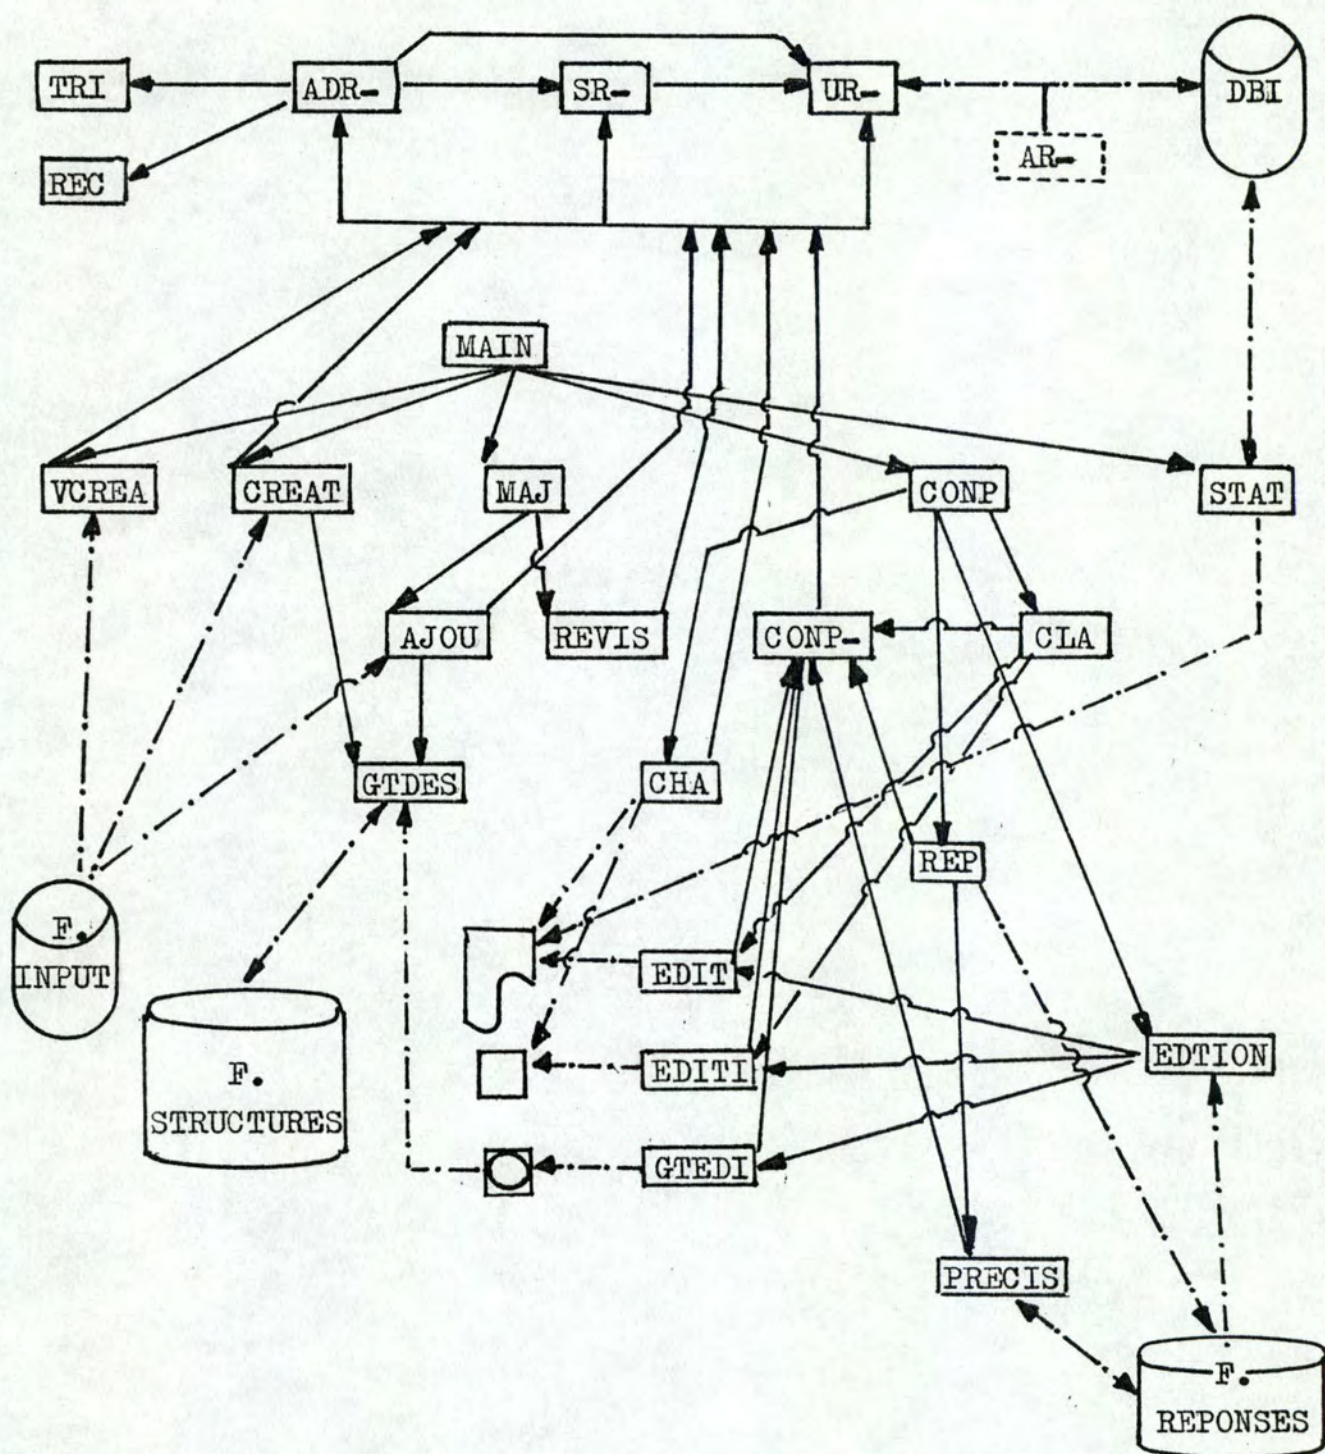 TRI
ADR-
SR-
UR-
DBI
AR-
REC
MAIN
VCREA
CREAT
MAJ
CONP
STAT
AJOU
REVIS
CONP-
CLA
GTDES
CHA
REP
F.
INPUT
EDIT
F.
STRUCTURES
EDITI
EDTION
GTEDI
PRECIS
F.
REPONSES